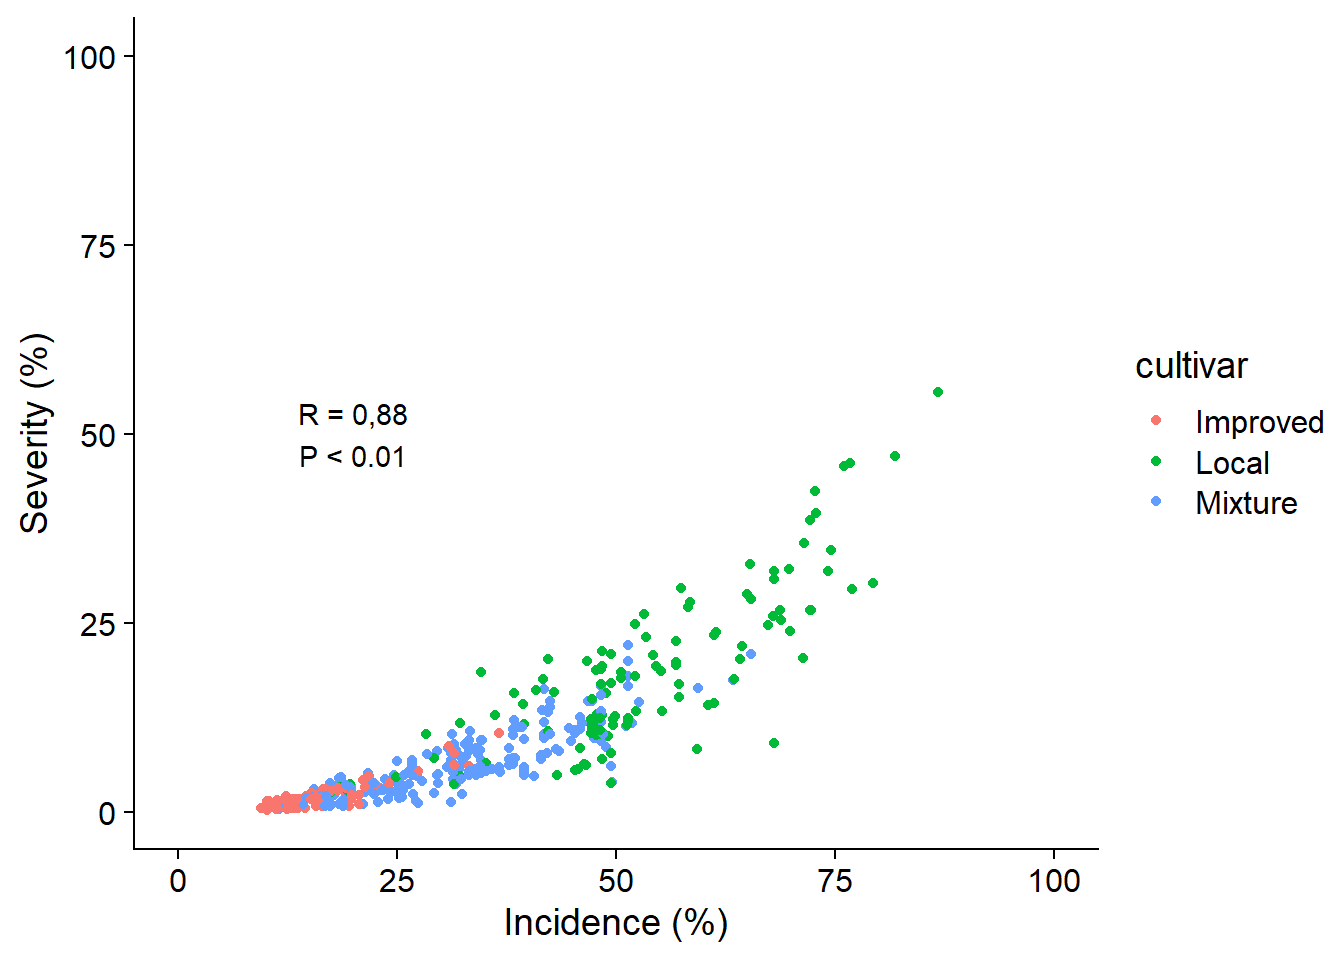 100
75
50
25
0
Severity (%)
R = 0,88
P < 0.01
0 25 50 75 100
Incidence (%)
cultivar
Improved
Local
Mixture